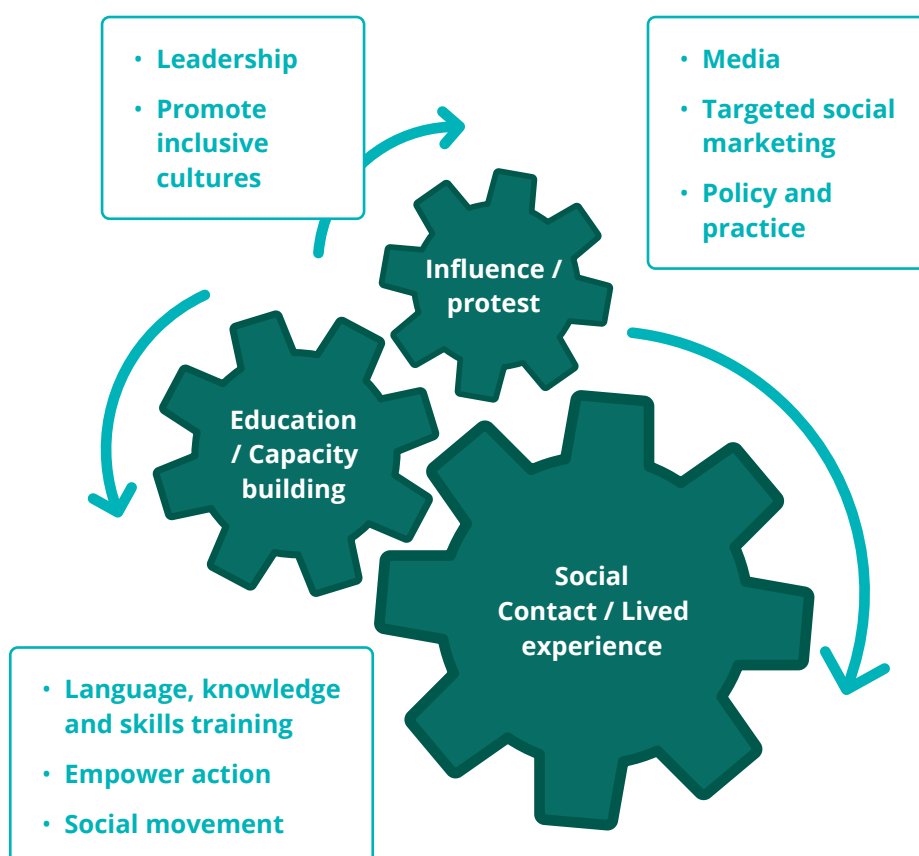 • Leadership
• Promote
inclusive
cultures
• Media
• Targeted social
marketing
• Policy and
practice
Influence /
protest
Education
/ Capacity
building
Social
Contact / Lived
experience
• Language, knowledge
and skills training
• Empower action
• Social movement